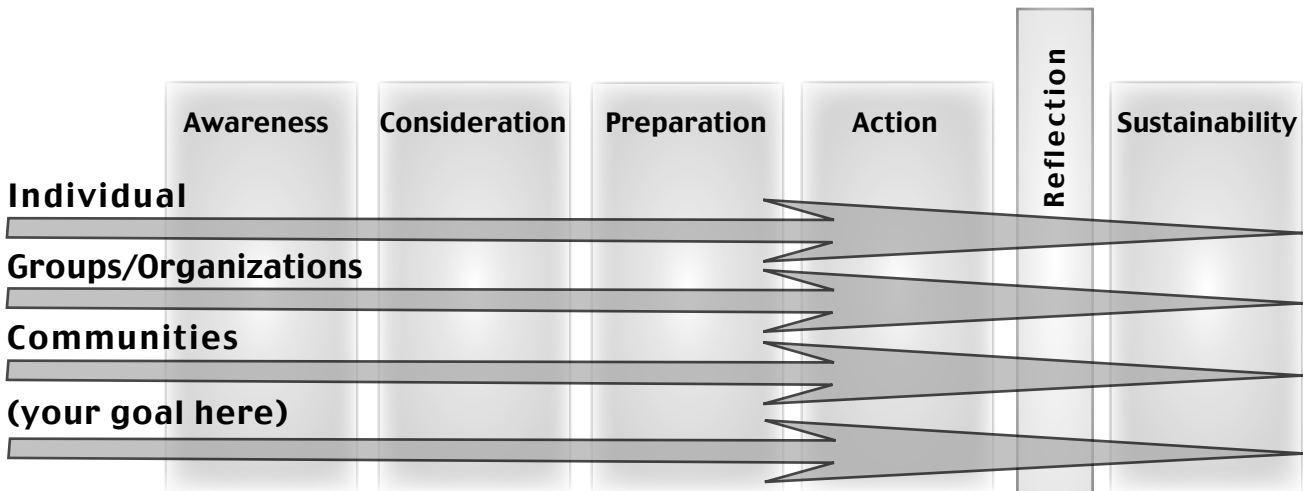 Awareness Consideration Preparation Action Reflection Sustainability
Individual
Groups/Organizations
Communities
(your goal here)